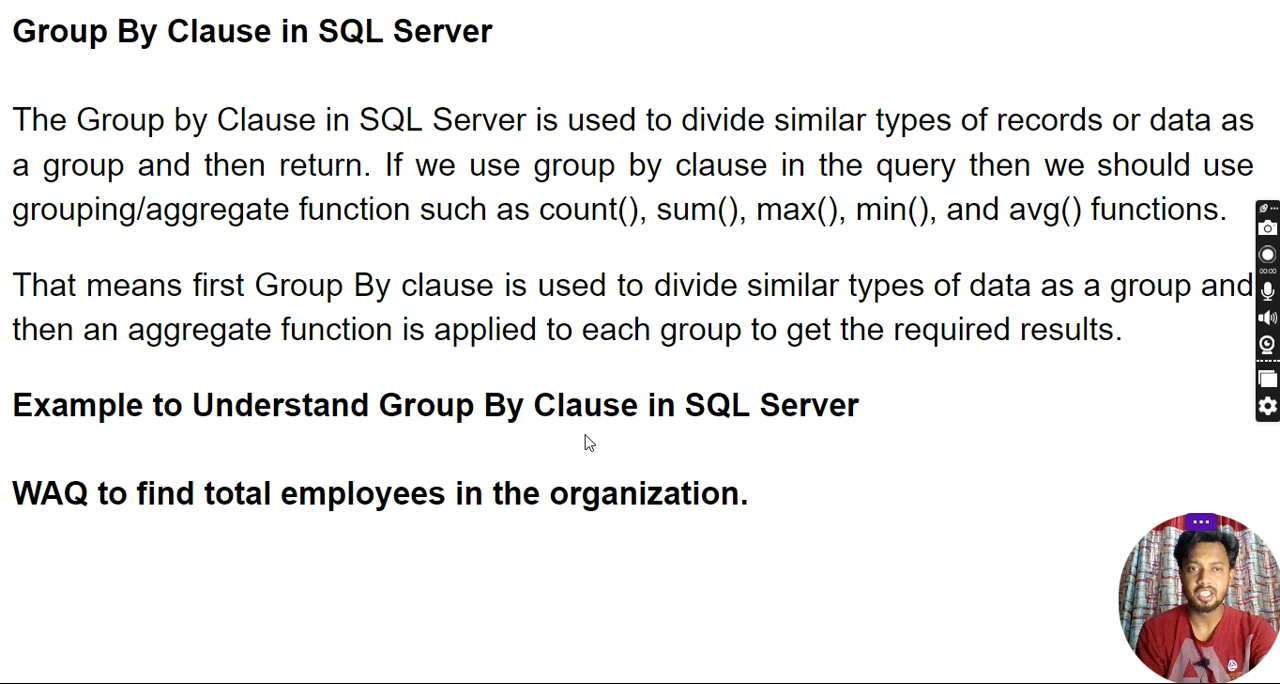 Group By Clause in SQL Server
The Group by Clause in SQL Server is used to divide similar types of records or data as
a group and then return. If we use group by clause in the query then we should use
grouping/aggregate function such as count(), sum(), max(), min(), and avg() functions.
That means first Group By clause is used to divide similar types of data as a group and
then an aggregate function is applied to each group to get the required results.
Example to Understand Group By Clause in SQL Server
WAQ to find total employees in the organization.
00:00